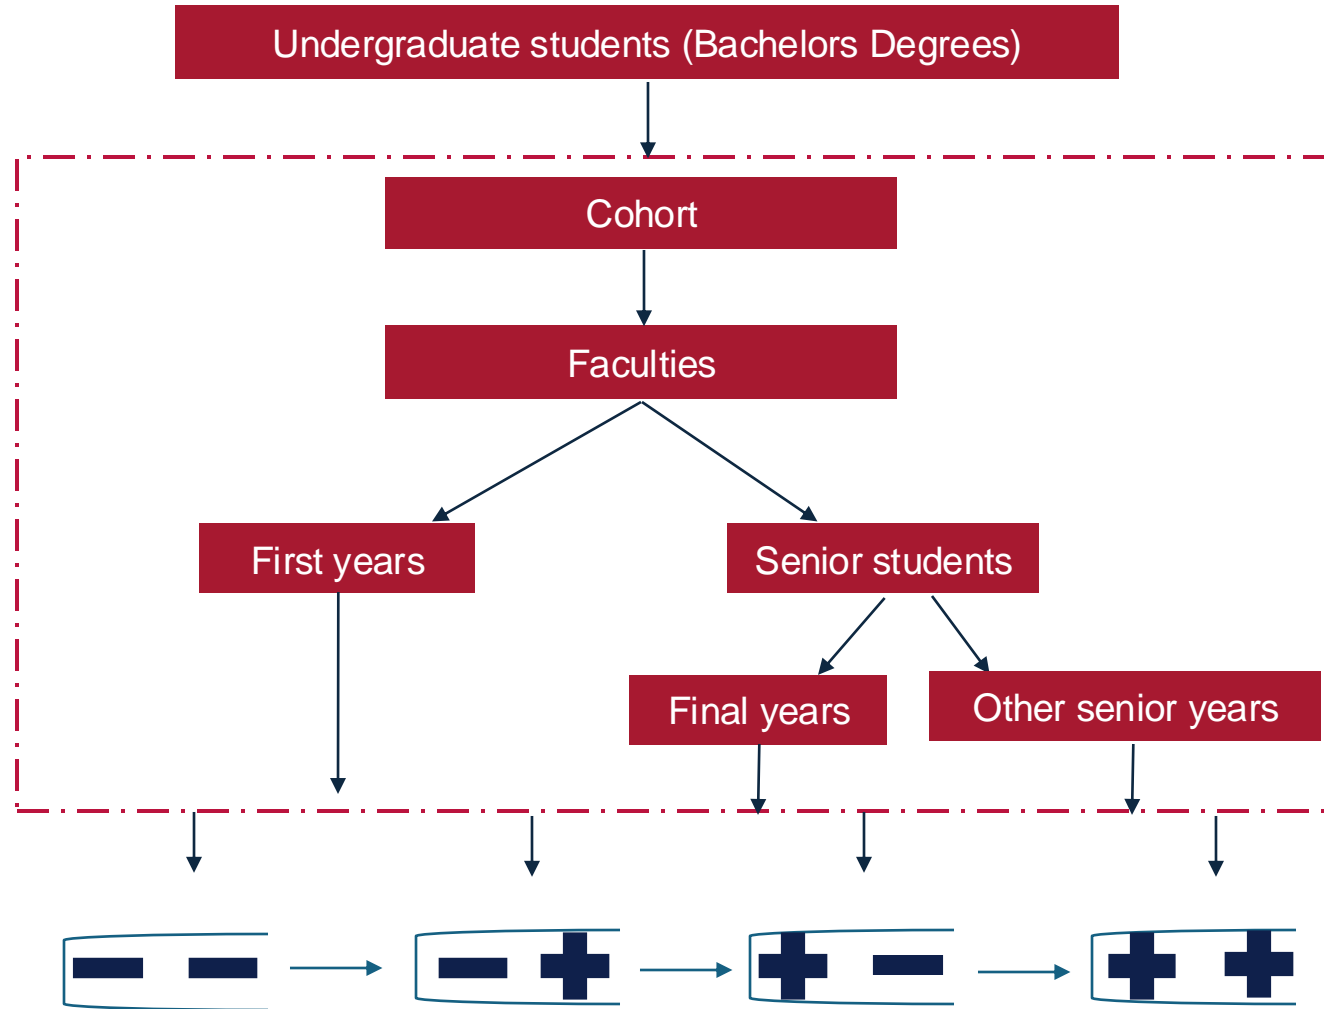 Undergraduate students (Bachelors Degrees)
Cohort
Faculties
First years
Senior students
Final years
Other senior years